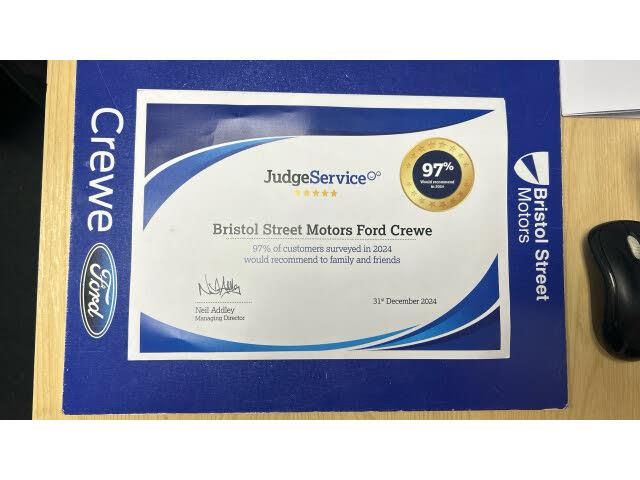 Crewe
Ford
JudgeService
97%
Would recommend
in 2024
Bristol Street Motors Ford Crewe
97% of customers surveyed in 2024
would recommend to family and friends
Neil Addley
Managing Director
31st December 2024
Bristol Street
Motors